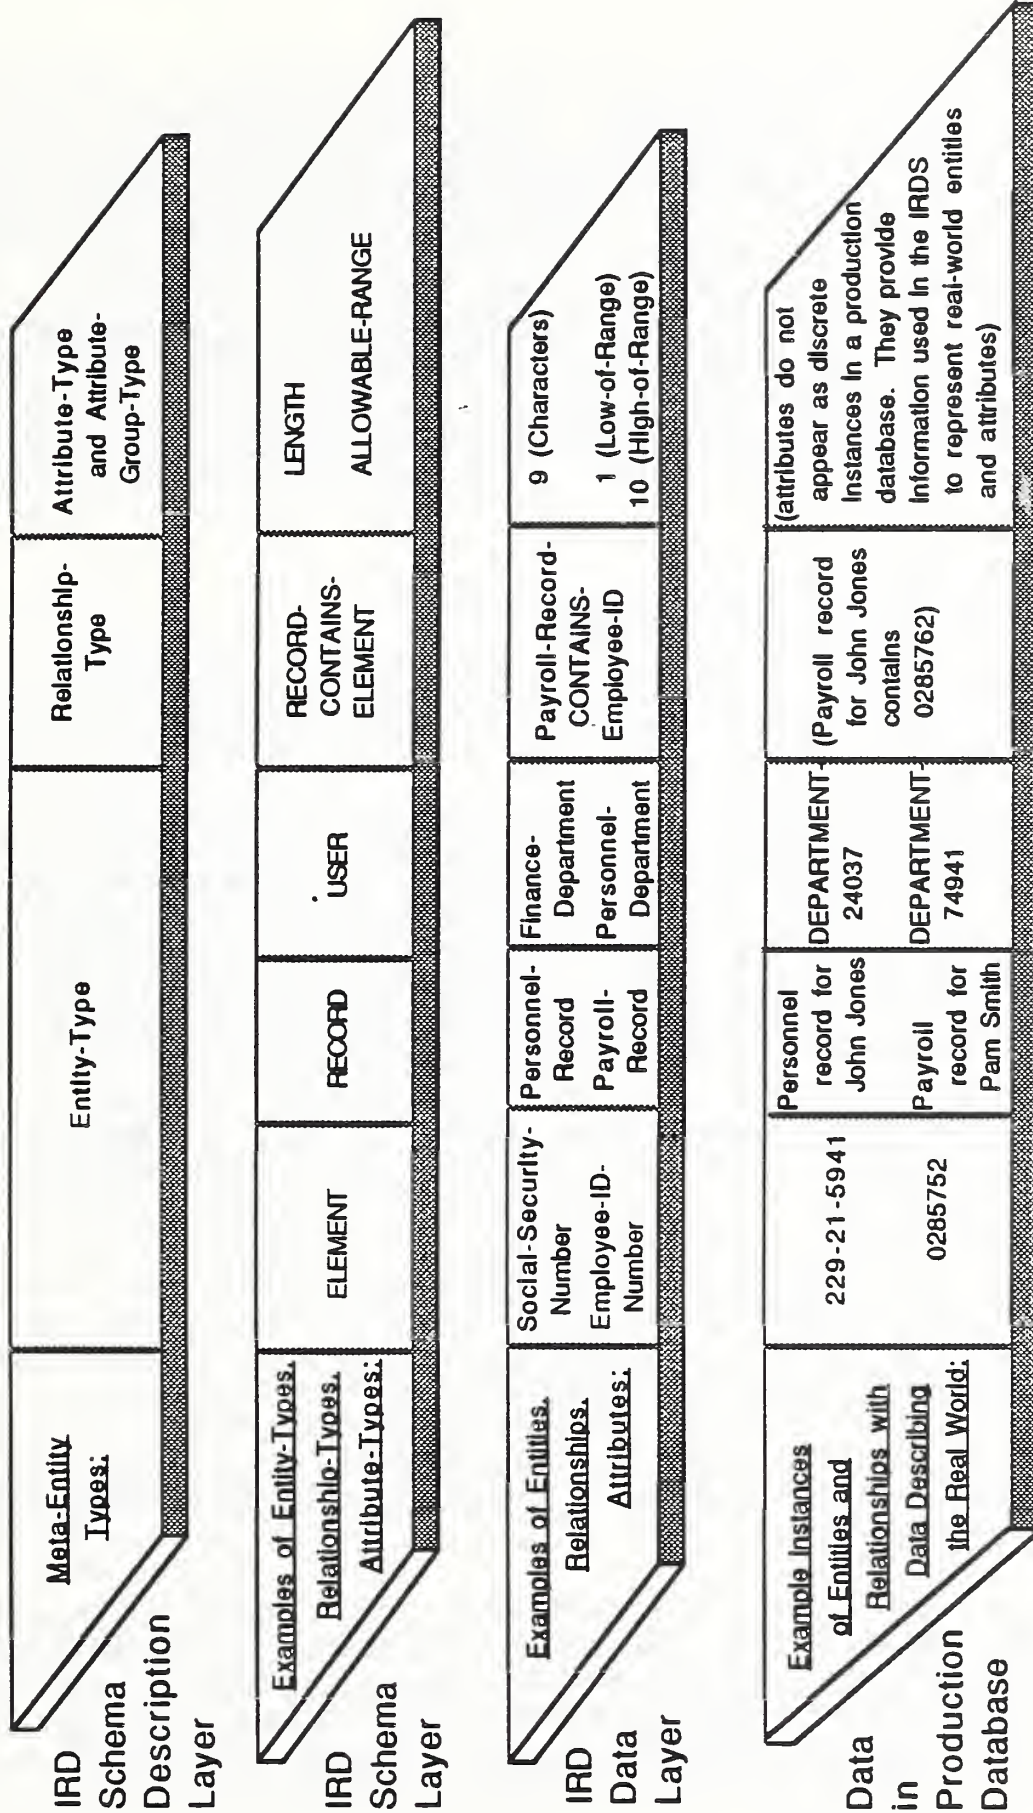 IRD
Schema
Description
Layer
Meta-Entity
Types:
Entity-Type
Relationship-
Type
Attribute-Type
and Attribute-
Group-Type
IRD
Schema
Layer
Examples of Entity-Types,
Relationship-Types,
Attribute-Types:
ELEMENT
RECORD
USER
RECORD-
CONTAINS-
ELEMENT
LENGTH
ALLOWABLE-RANGE
IRD
Data
Layer
Examples of Entities,
Relationships,
Attributes:
Social-Security-
Number
Employee-ID-
Number
Personnel-
Record
Payroll-
Record
Finance-
Department
Personnel-
Department
Payroll-Record-
CONTAINS-
Employee-ID
9 (Characters)
1 (Low-of-Range)
10 (High-of-Range)
Data
in
Production
Database
Example Instances
of Entities and
Relationships with
Data Describing
the Real World:
229-21-5941
0285752
Personnel
record for
John Jones
Payroll
record for
Pam Smith
DEPARTMENT-
24037
DEPARTMENT-
74941
(Payroll record
for John Jones
contains
0285762)
(attributes do not
appear as discrete
instances in a production
database. They provide
information used in the IRDS
to represent real-world entities
and attributes)